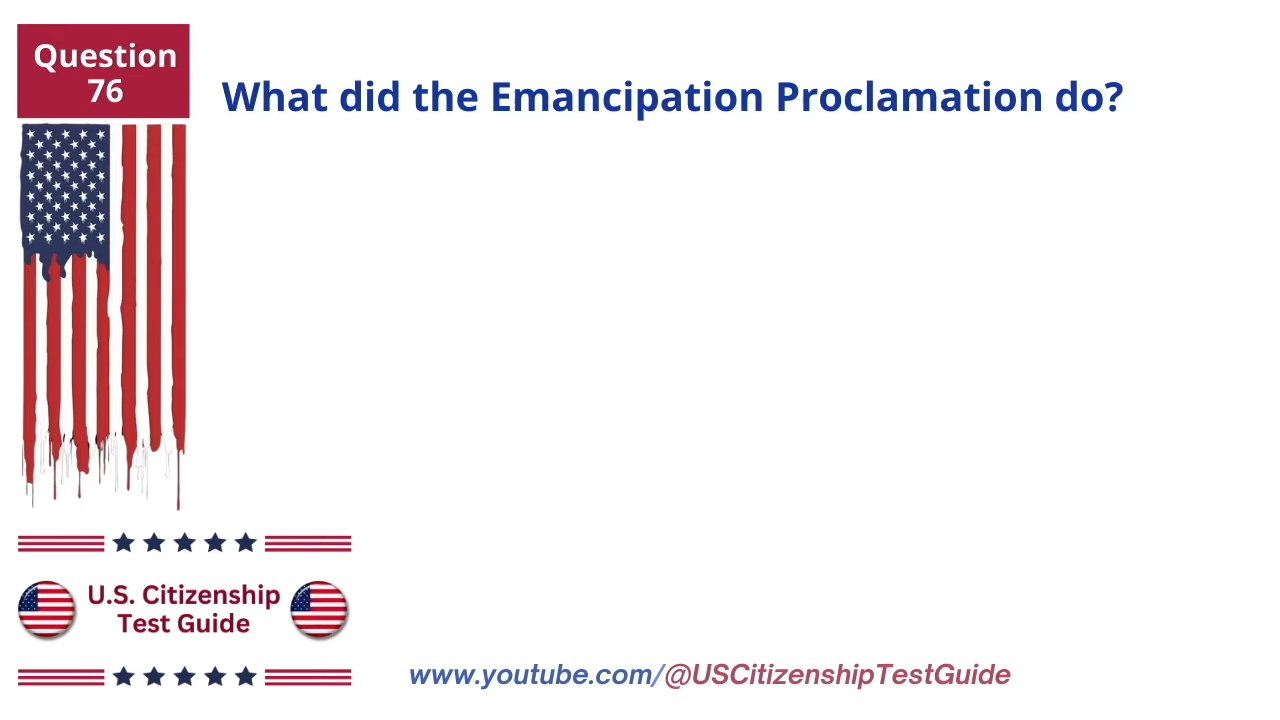 Question
76
What did the Emancipation Proclamation do?
U.S. Citizenship
Test Guide
www.youtube.com/@USCitizenshipTestGuide